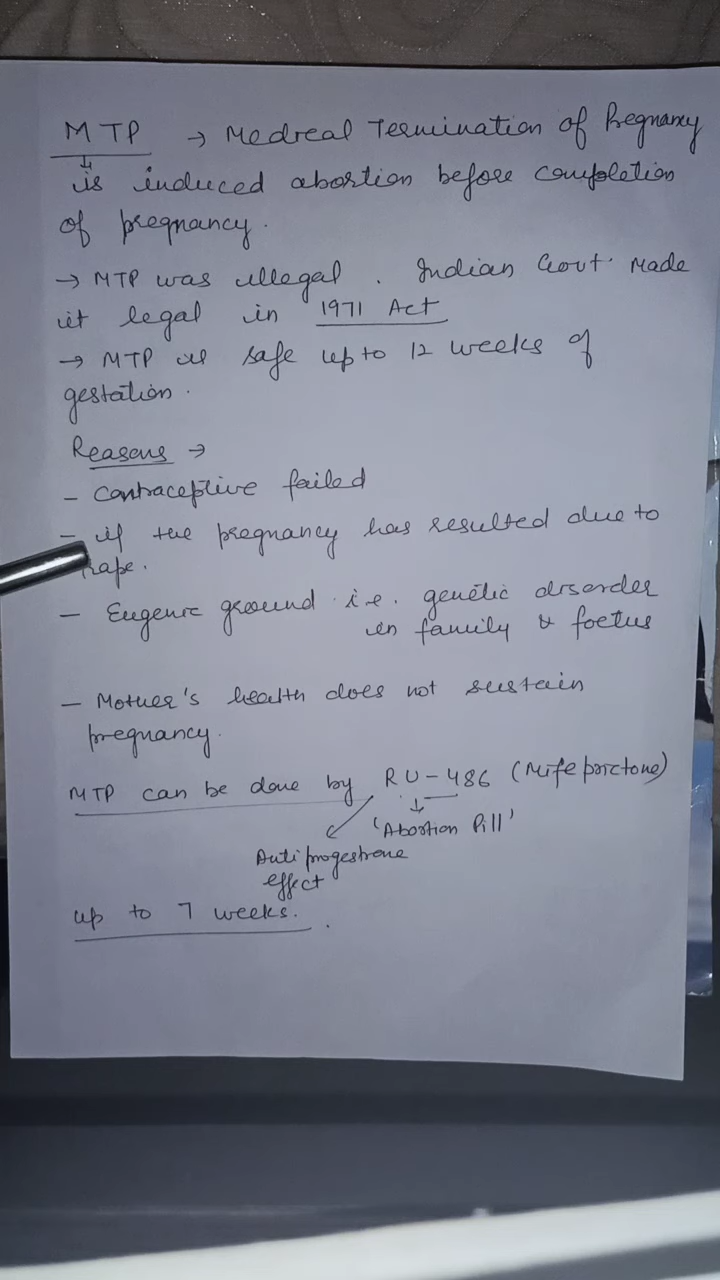 MTP → Medical Termination of Pregnancy
is induced abortion before completion
of pregnancy.
→ MTP was illegal. Indian Govt. Made
it legal in 1971 Act
→ MTP is safe up to 12 weeks of
gestation.
Reasons →
- Contraceptive failed
- if the pregnancy has resulted due to
rape.
- Eugenic ground i.e. genetic disorder
in family & foetus
- Mother's health does not sustain
pregnancy.
MTP can be done by RU-486 (Mifeprictone)
'Abortion Pill'
Antiprogestrone
effect
up to 7 weeks.